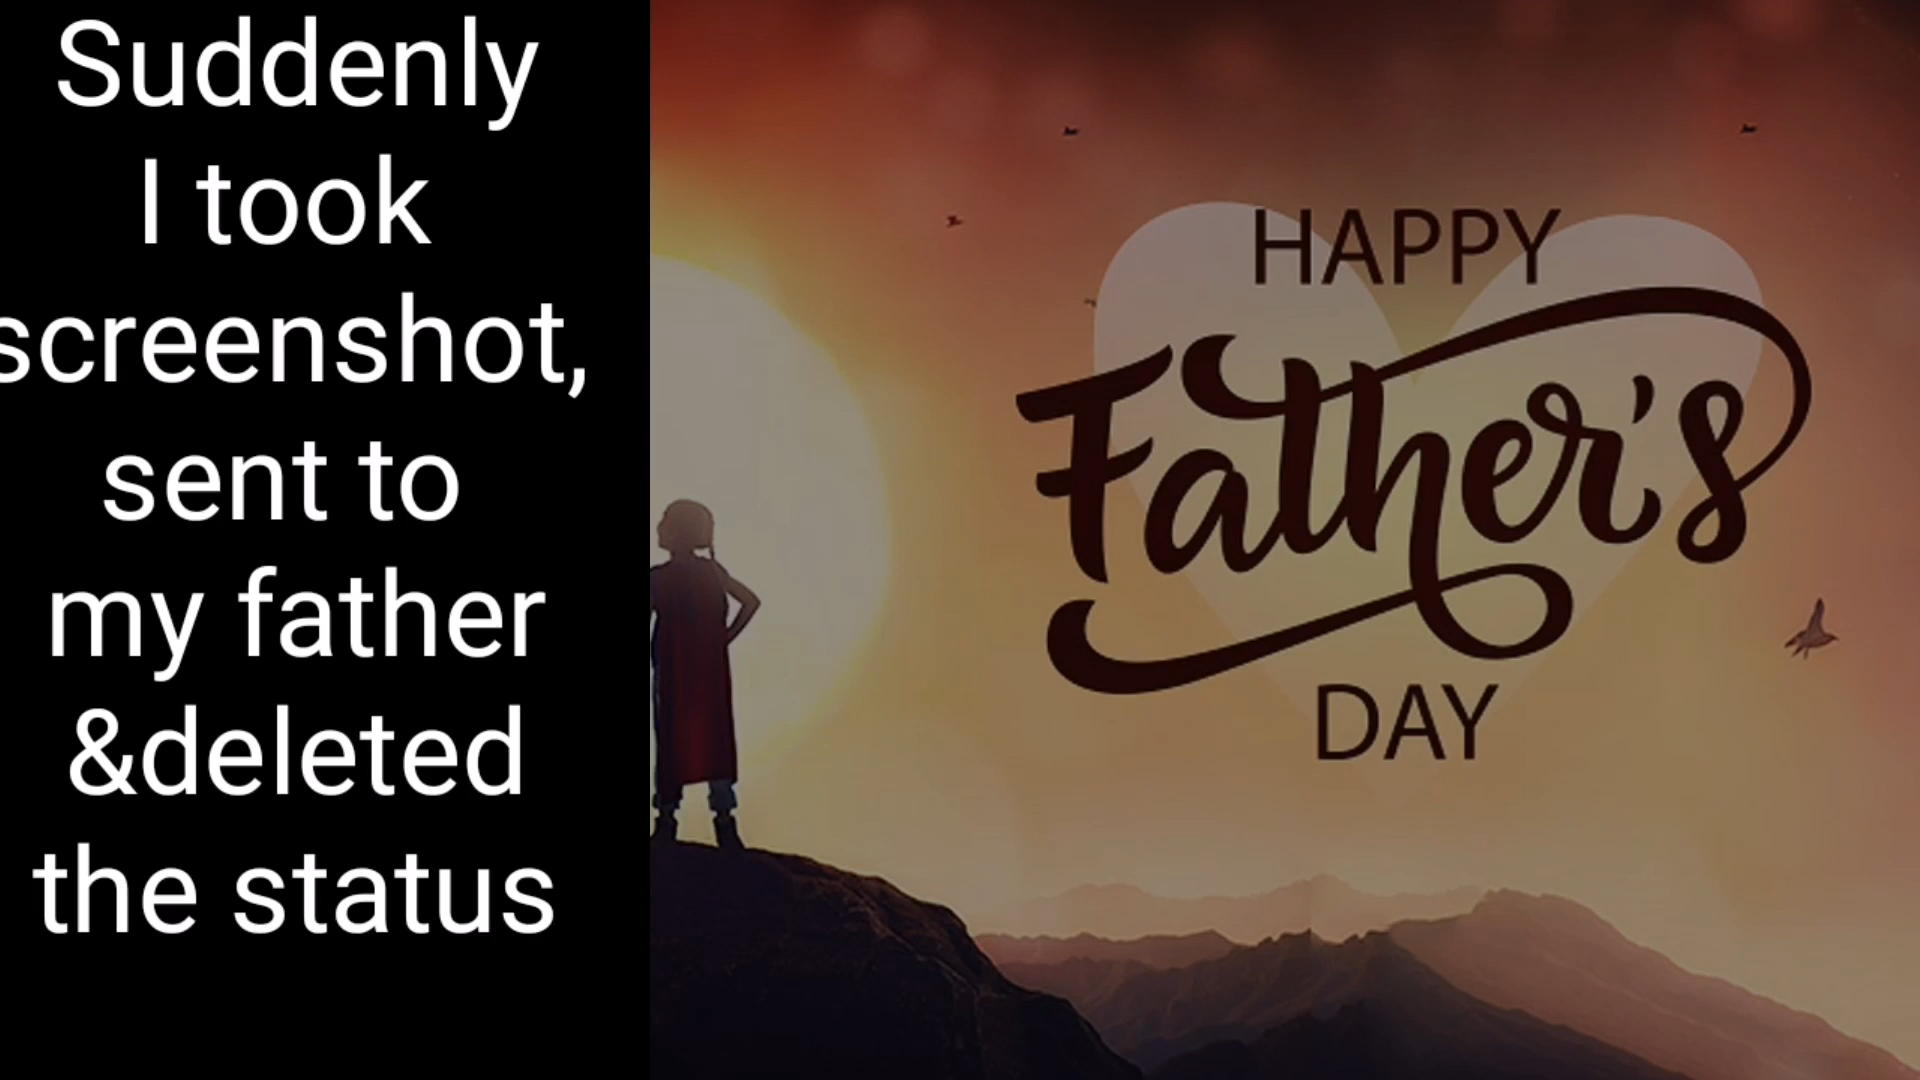 Suddenly
I took
screenshot,
sent to
my father
&deleted
the status
HAPPY
Father's
DAY